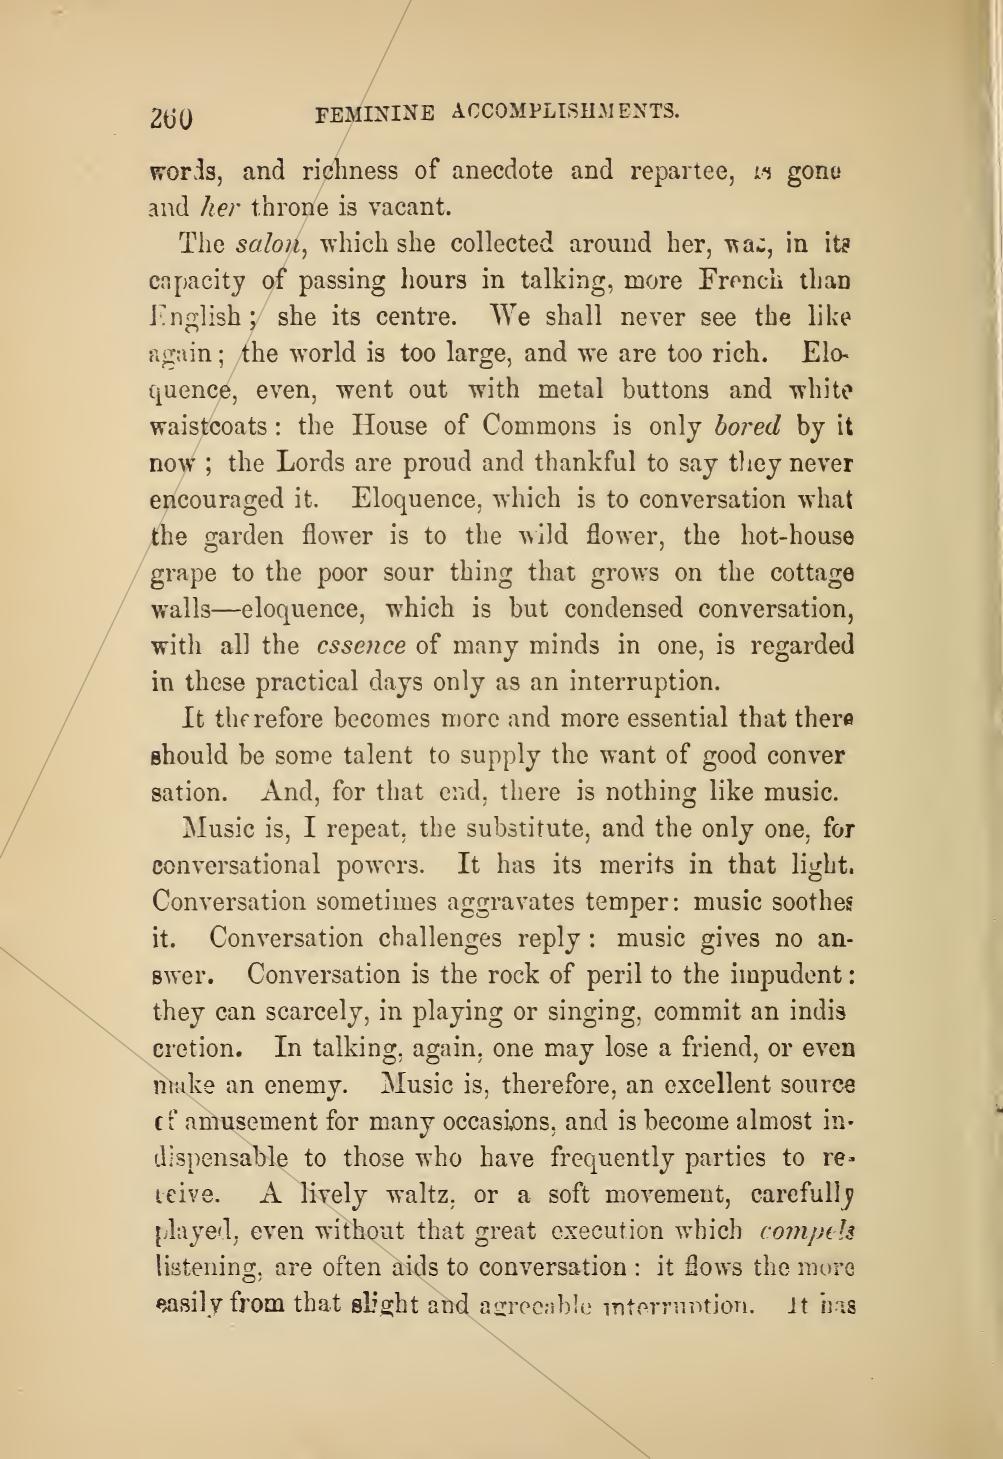 260 FEMININE ACCOMPLISHMENTS.
words, and richness of anecdote and repartee, is gone
and her throne is vacant.
The salon, which she collected around her, was, in its
capacity of passing hours in talking, more French than
English; she its centre. We shall never see the like
again; the world is too large, and we are too rich. Elo-
quence, even, went out with metal buttons and white
waistcoats: the House of Commons is only bored by it
now; the Lords are proud and thankful to say they never
encouraged it. Eloquence, which is to conversation what
the garden flower is to the wild flower, the hot-house
grape to the poor sour thing that grows on the cottage
walls—eloquence, which is but condensed conversation,
with all the essence of many minds in one, is regarded
in these practical days only as an interruption.
It therefore becomes more and more essential that there
should be some talent to supply the want of good conver
sation. And, for that end, there is nothing like music.
Music is, I repeat, the substitute, and the only one, for
conversational powers. It has its merits in that light.
Conversation sometimes aggravates temper: music soothes
it. Conversation challenges reply: music gives no an-
swer. Conversation is the rock of peril to the impudent:
they can scarcely, in playing or singing, commit an indis
cretion. In talking, again, one may lose a friend, or even
make an enemy. Music is, therefore, an excellent source
of amusement for many occasions, and is become almost in-
dispensable to those who have frequently parties to re-
ceive. A lively waltz, or a soft movement, carefully
played, even without that great execution which compels
listening, are often aids to conversation: it flows the more
easily from that slight and agreeable interruption. It has